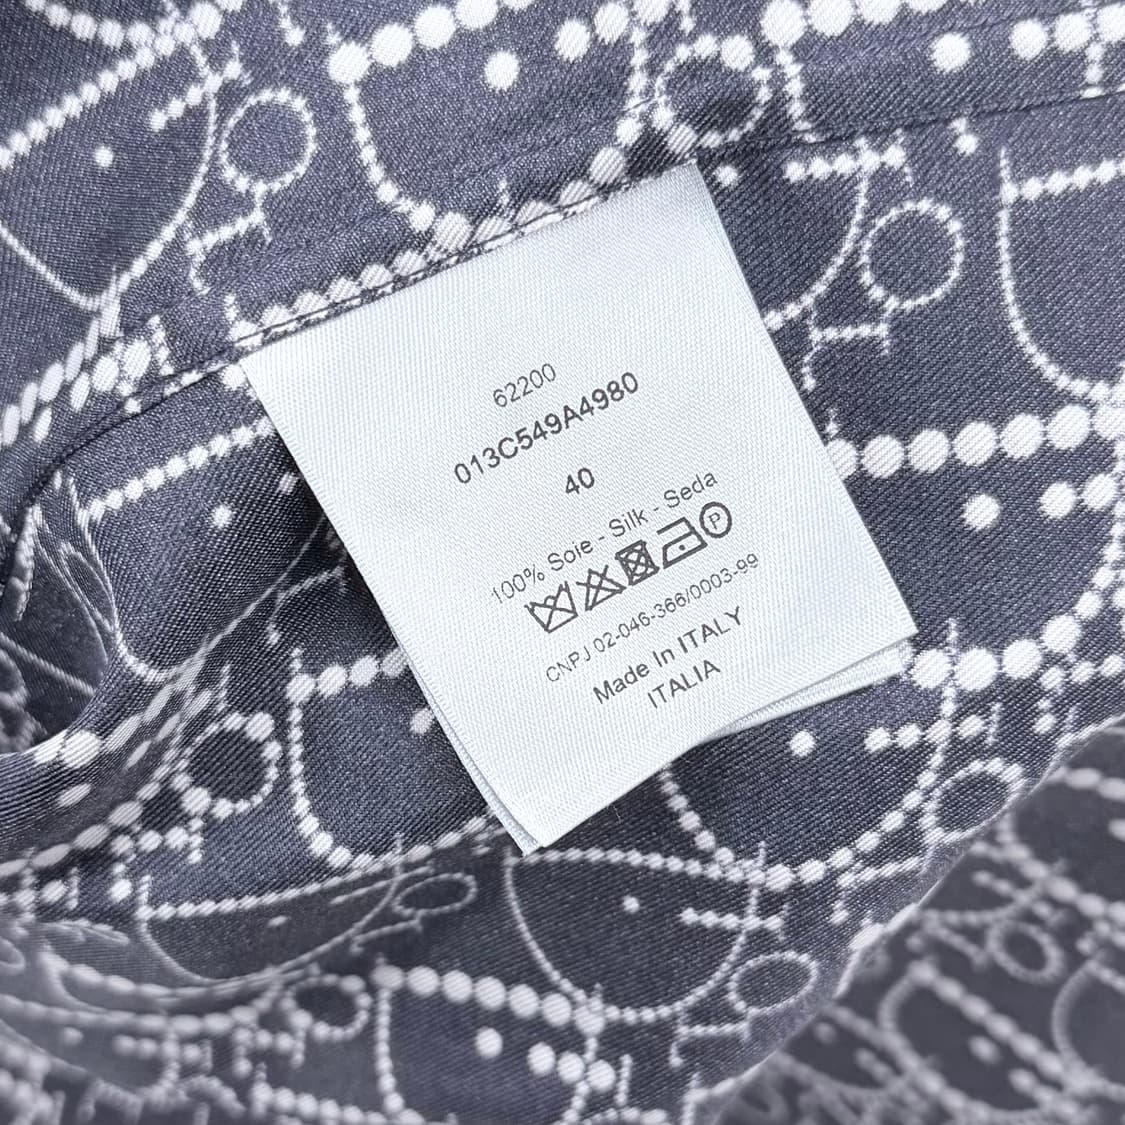 62200
013C549A4980
40
100% Soie - Silk - Seda
P
CNPJ 02-046-366/0003-99
Made In ITALY
ITALIA